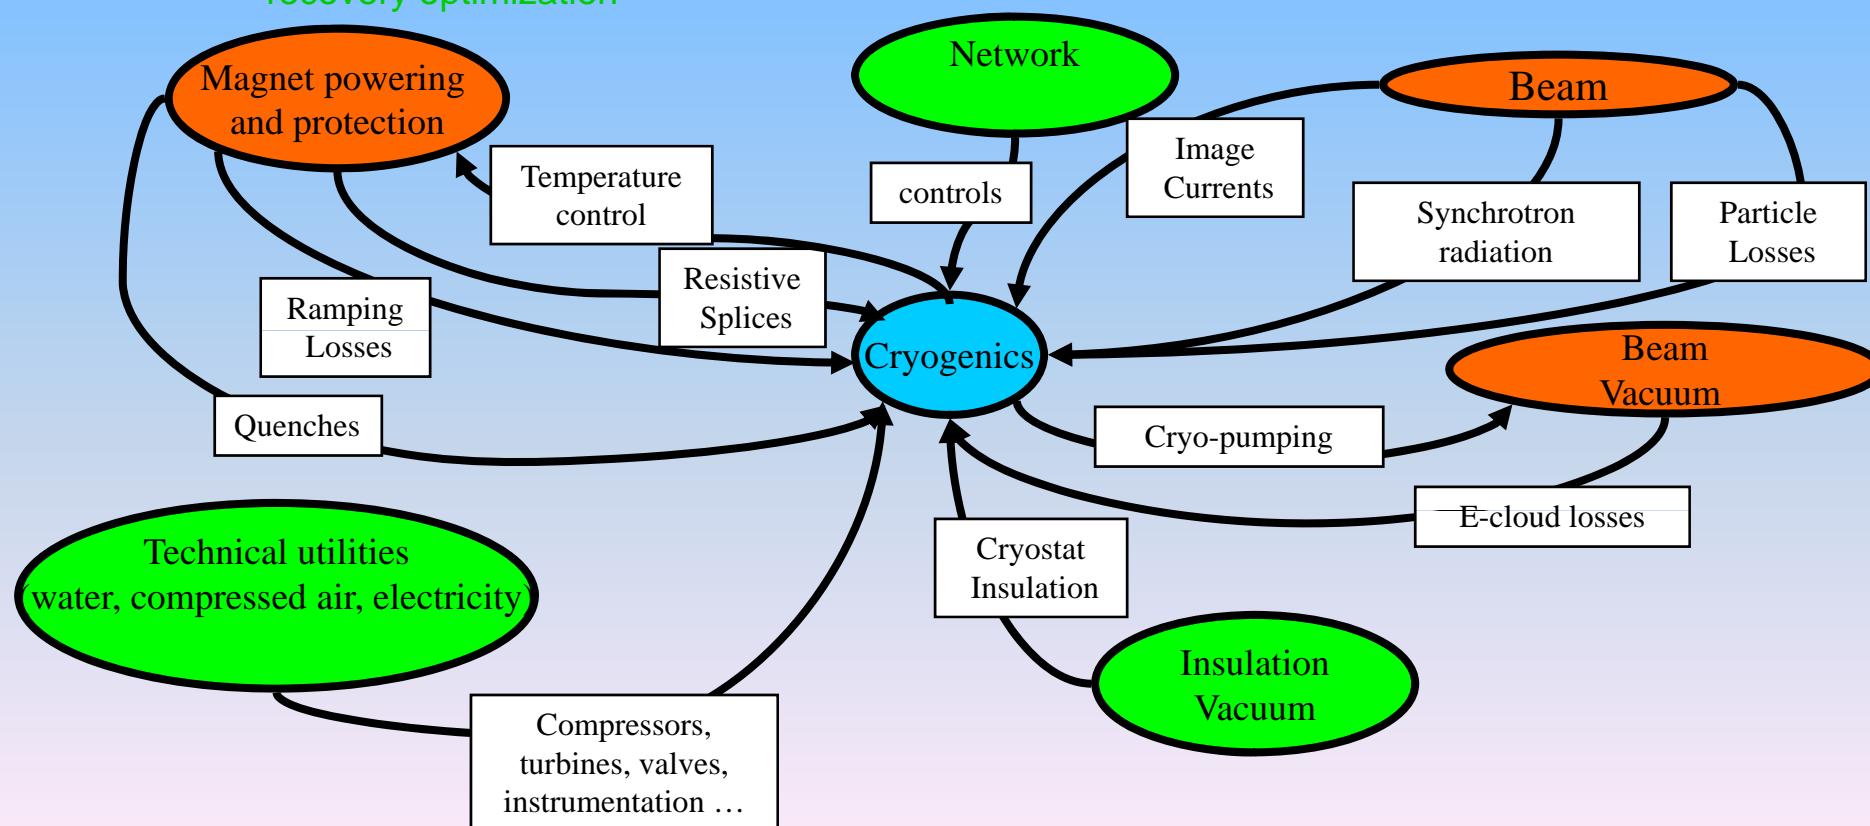 recovery optimization
Magnet powering
and protection
Network
Beam
Temperature
control
controls
Image
Currents
Synchrotron
radiation
Particle
Losses
Ramping
Losses
Resistive
Splices
Cryogenics
Beam
Vacuum
Quenches
Cryo-pumping
E-cloud losses
Technical utilities
(water, compressed air, electricity)
Cryostat
Insulation
Insulation
Vacuum
Compressors,
turbines, valves,
instrumentation …